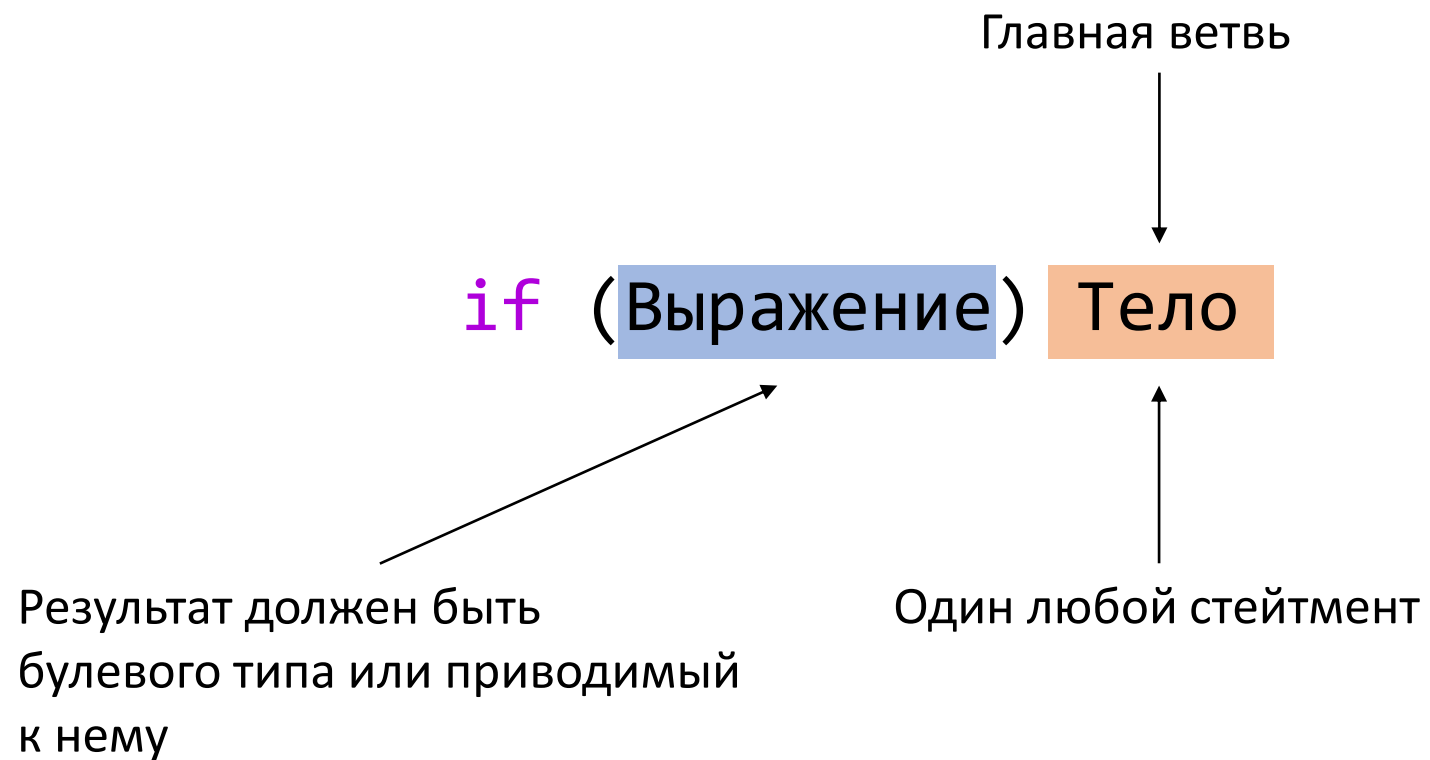 Главная ветвь
if (Выражение) Тело
Результат должен быть
булевого типа или приводимый
к нему
Один любой стейтмент